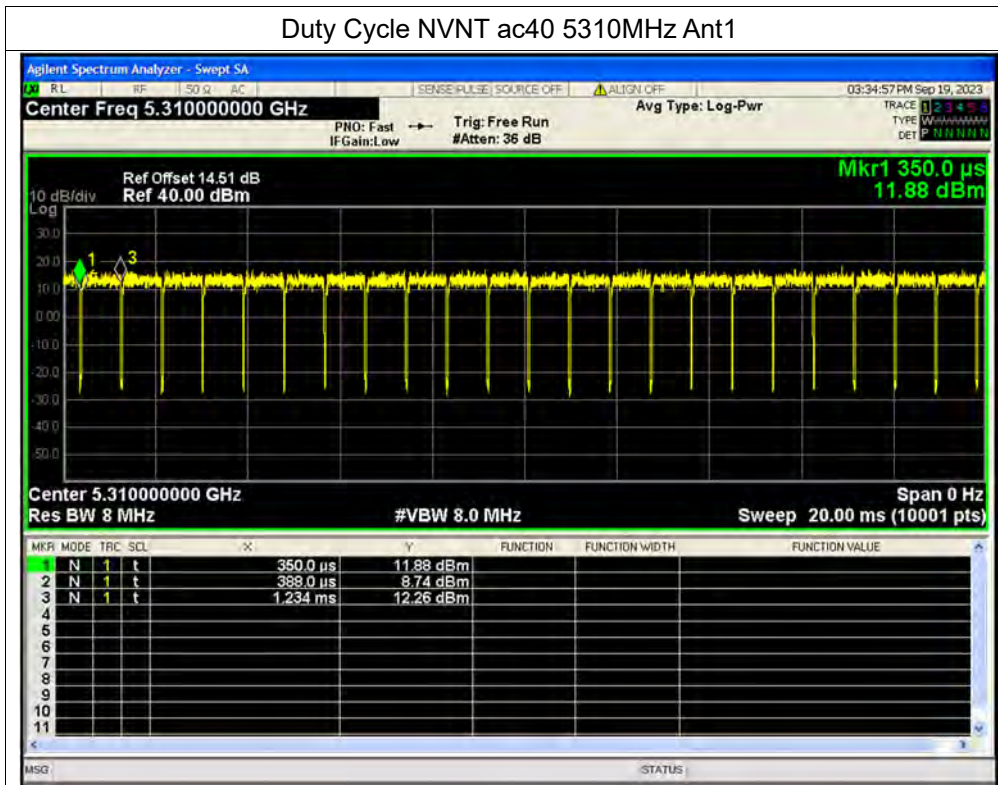 Duty Cycle NVNT ac40 5310MHz Ant1
Agilent Spectrum Analyzer - Swept SA
RL RF 50 Ω AC SENSE:PULSE SOURCE OFF ALIGN OFF 03:34:57 PM Sep 19, 2023
Center Freq 5.310000000 GHz Avg Type: Log-Pwr TRACE 1 2 3 4 5 6
PNO: Fast Trig: Free Run TYPE W
IFGain:Low #Atten: 36 dB DET P N N N N N
Mkr1 350.0 µs
Ref Offset 14.51 dB
10 dB/div Ref 40.00 dBm 11.88 dBm
Log
30.0
20.0
10.0
0.00
-10.0
-20.0
-30.0
-40.0
-50.0
1 3
Center 5.310000000 GHz Span 0 Hz
Res BW 8 MHz #VBW 8.0 MHz Sweep 20.00 ms (10001 pts)
MKR MODE TRC SCL X Y FUNCTION FUNCTION WIDTH FUNCTION VALUE
1 N 1 t 350.0 µs 11.88 dBm
2 N 1 t 388.0 µs 8.74 dBm
3 N 1 t 1.234 ms 12.26 dBm
4
5
6
7
8
9
10
11
MSG STATUS